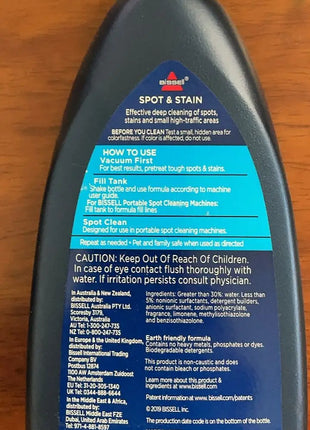 BISSELL
SPOT & STAIN
Effective deep cleaning of spots,
stains and small high-traffic areas
BEFORE YOU CLEAN Test a small, hidden area for
colorfastness. If color is affected, do not use.
HOW TO USE
Vacuum First
For best results, pretreat tough spots & stains.
Fill Tank
Shake bottle and use formula according to machine
user guide.
For BISSELL Portable Spot Cleaning Machines:
Fill tank to formula fill lines
Spot Clean
Designed for use in portable spot cleaning machines.
Repeat as needed • Pet and family safe when used as directed
CAUTION: Keep Out Of Reach Of Children.
In case of eye contact flush thoroughly with
water. If irritation persists consult physician.
In Australia & New Zealand,
distributed by:
BISSELL Australia PTY Ltd.
Scoresby 3179,
Victoria, Australia
AU Tel: 1-300-247-735
NZ Tel: 0-800-247-735
In Europe & the United Kingdom,
distributed by:
Bissell International Trading
Company BV
Postbus 12874
1100 AW Amsterdam Zuidoost
The Netherlands
EU Tel: 31-20-305-1340
UK Tel: 0344-888-6644
In the Middle East & Africa,
distributed by:
BISSELL Middle East FZE
Dubai, United Arab Emirates
Tel: 971-4-881-8597
Ingredients: Greater than 30%: water. Less than
5%: nonionic surfactants, detergent builders,
anionic surfactant, sodium polyacrylate,
fragrance, limonene, methylisothiazolinone
and benzisothiazolinone.
Earth friendly formula
Contains no heavy metals, phosphates or dyes.
Biodegradable detergents.
This product is non-caustic and does
not contain bleach or phosphates.
Learn more about this product &
ingredients at www.BISSELL.com
Patent information at www.bissell.com/patents
© 2019 BISSELL, Inc.
The production date code is on the bottom of the bottle.